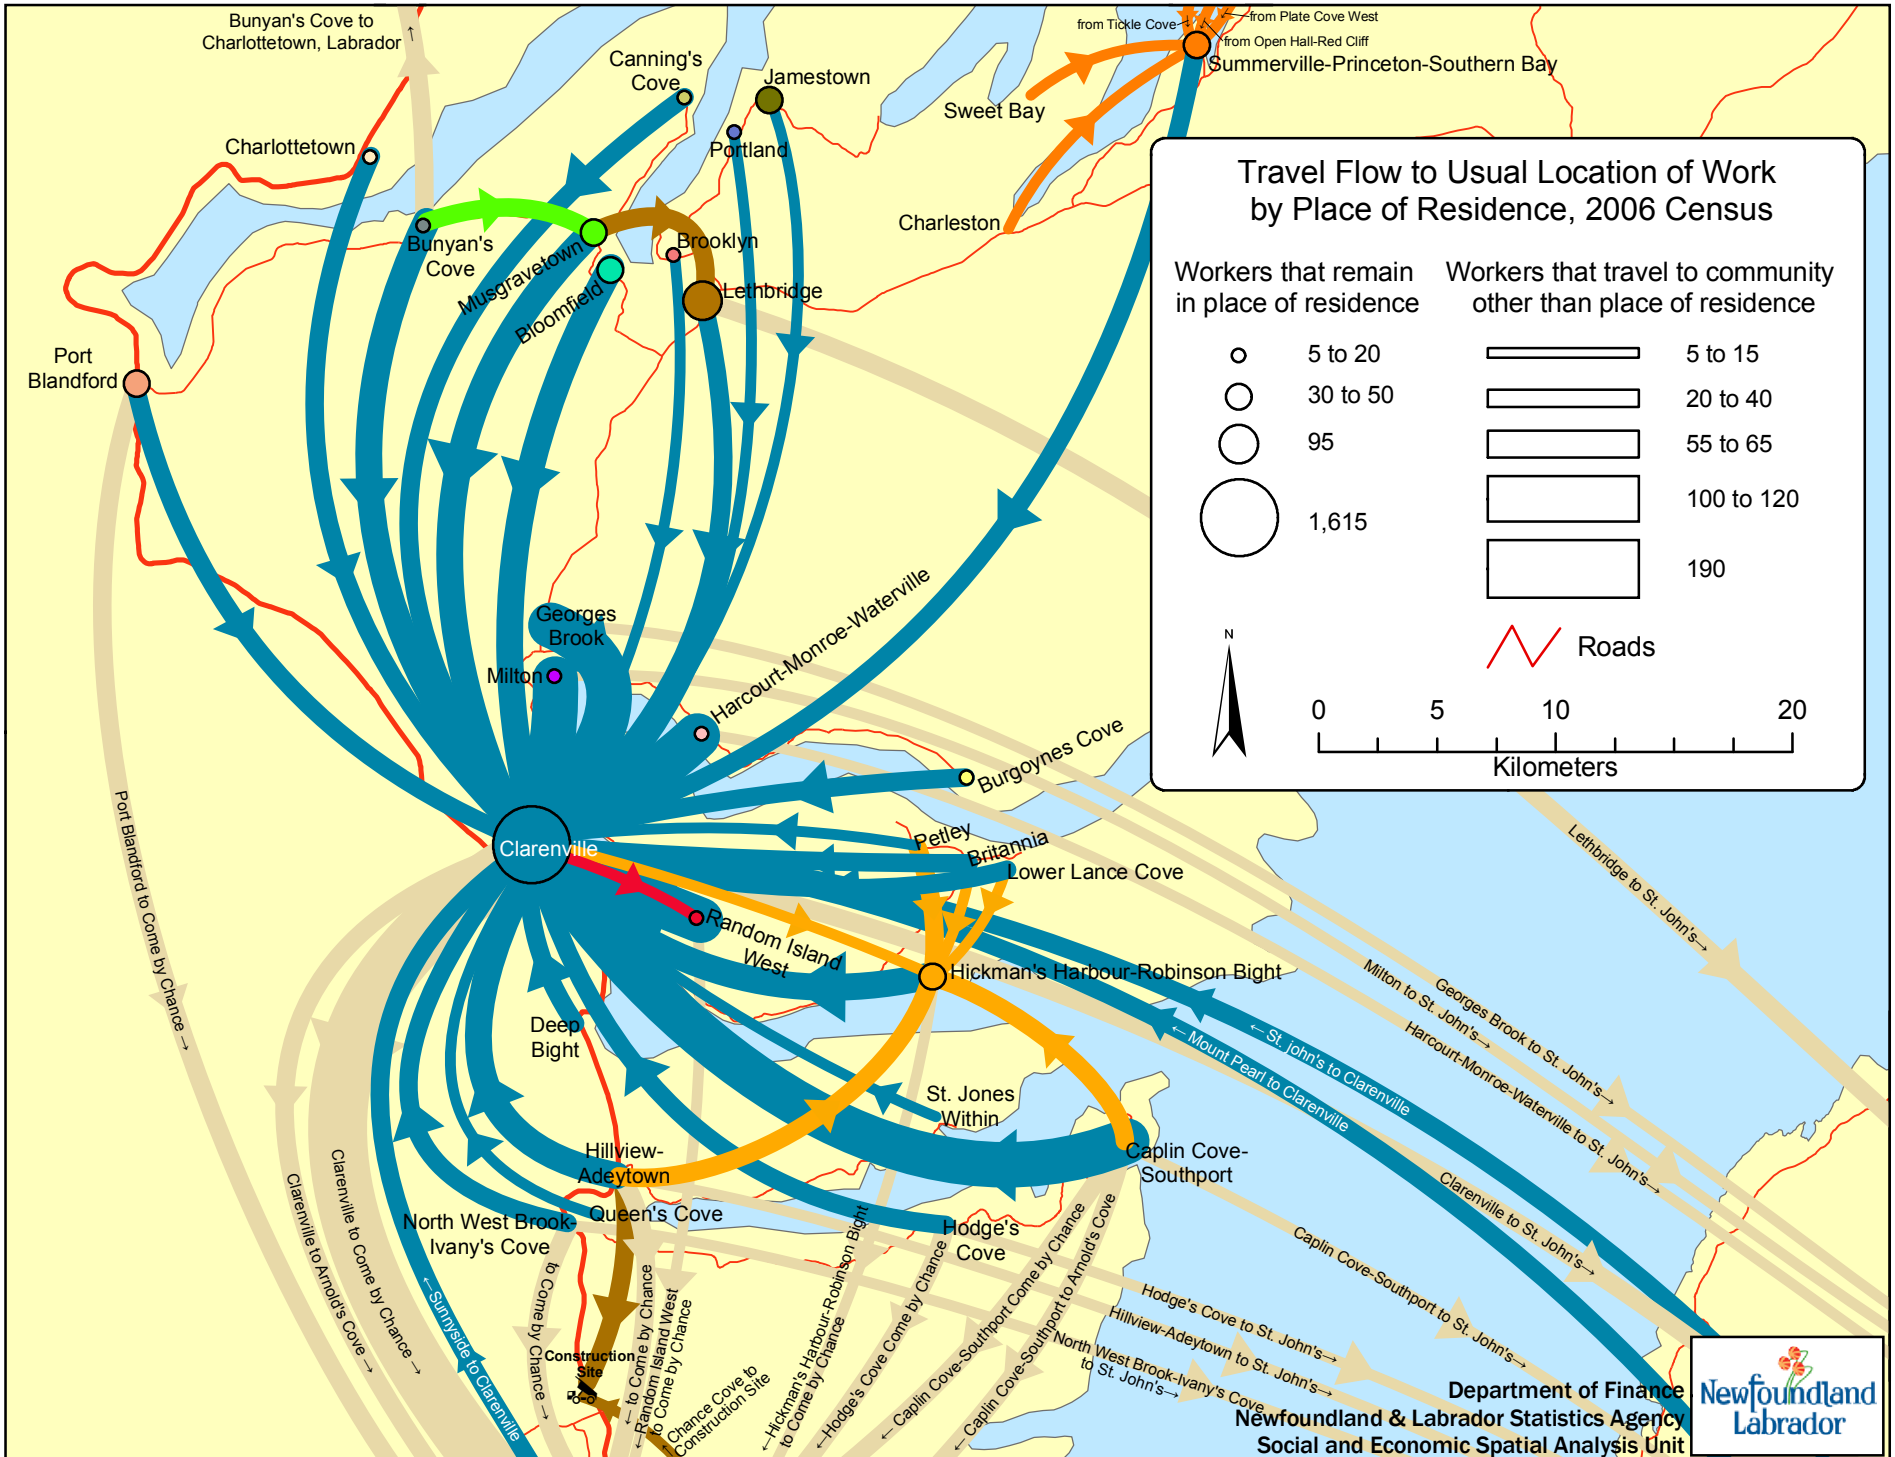 Bunyan's Cove to
Charlottetown, Labrador →
from Tickle Cove
from Plate Cove West
from Open Hall-Red Cliff
Summerville-Princeton-Southern Bay
Canning's
Cove
Jamestown
Sweet Bay
Charlottetown
Portland
Charleston
Bunyan's
Cove
Musgravetown
Brooklyn
Bloomfield
Lethbridge
Port
Blandford
Travel Flow to Usual Location of Work
by Place of Residence, 2006 Census
Workers that remain
in place of residence
Workers that travel to community
other than place of residence
5 to 20
5 to 15
30 to 50
20 to 40
95
55 to 65
1,615
100 to 120
190
N
Roads
0 5 10 20
Kilometers
Georges
Brook
Milton
Harcourt-Monroe-Waterville
Burgoynes Cove
Petley
Britannia
Lower Lance Cove
Clarenville
Random Island
West
Hickman's Harbour-Robinson Bight
Deep
Bight
St. Jones
Within
Hillview-
Adeytown
Caplin Cove-
Southport
Queen's Cove
North West Brook-
Ivany's Cove
Hodge's
Cove
Port Blandford to Come by Chance →
Lethbridge to St. John's→
Georges Brook to St. John's→
Milton to St. John's→
Harcourt-Monroe-Waterville to St. John's→
← St. john's to Clarenville
← Mount Pearl to Clarenville
Clarenville to St. John's→
Caplin Cove-Southport to St. John's→
Hodge's Cove to St. John's→
Hillview-Adeytown to St. John's→
North West Brook-Ivany's Cove
to St. John's→
Clarenville to Arnold's Cove →
Clarenville to Come by Chance →
←Sunnyside to Clarenville
to Come by Chance →
Construction
Site
← to Come by Chance
←Random Island West
to Come by Chance
←Chance Cove to
Construction Site
←Hickman's Harbour-Robinson Bight
to Come by Chance
←Hodge's Cove Come by Chance
← Caplin Cove-Southport Come by Chance
← Caplin Cove-Southport to Arnold's Cove
Department of Finance
Newfoundland & Labrador Statistics Agency
Social and Economic Spatial Analysis Unit
Newfoundland
Labrador